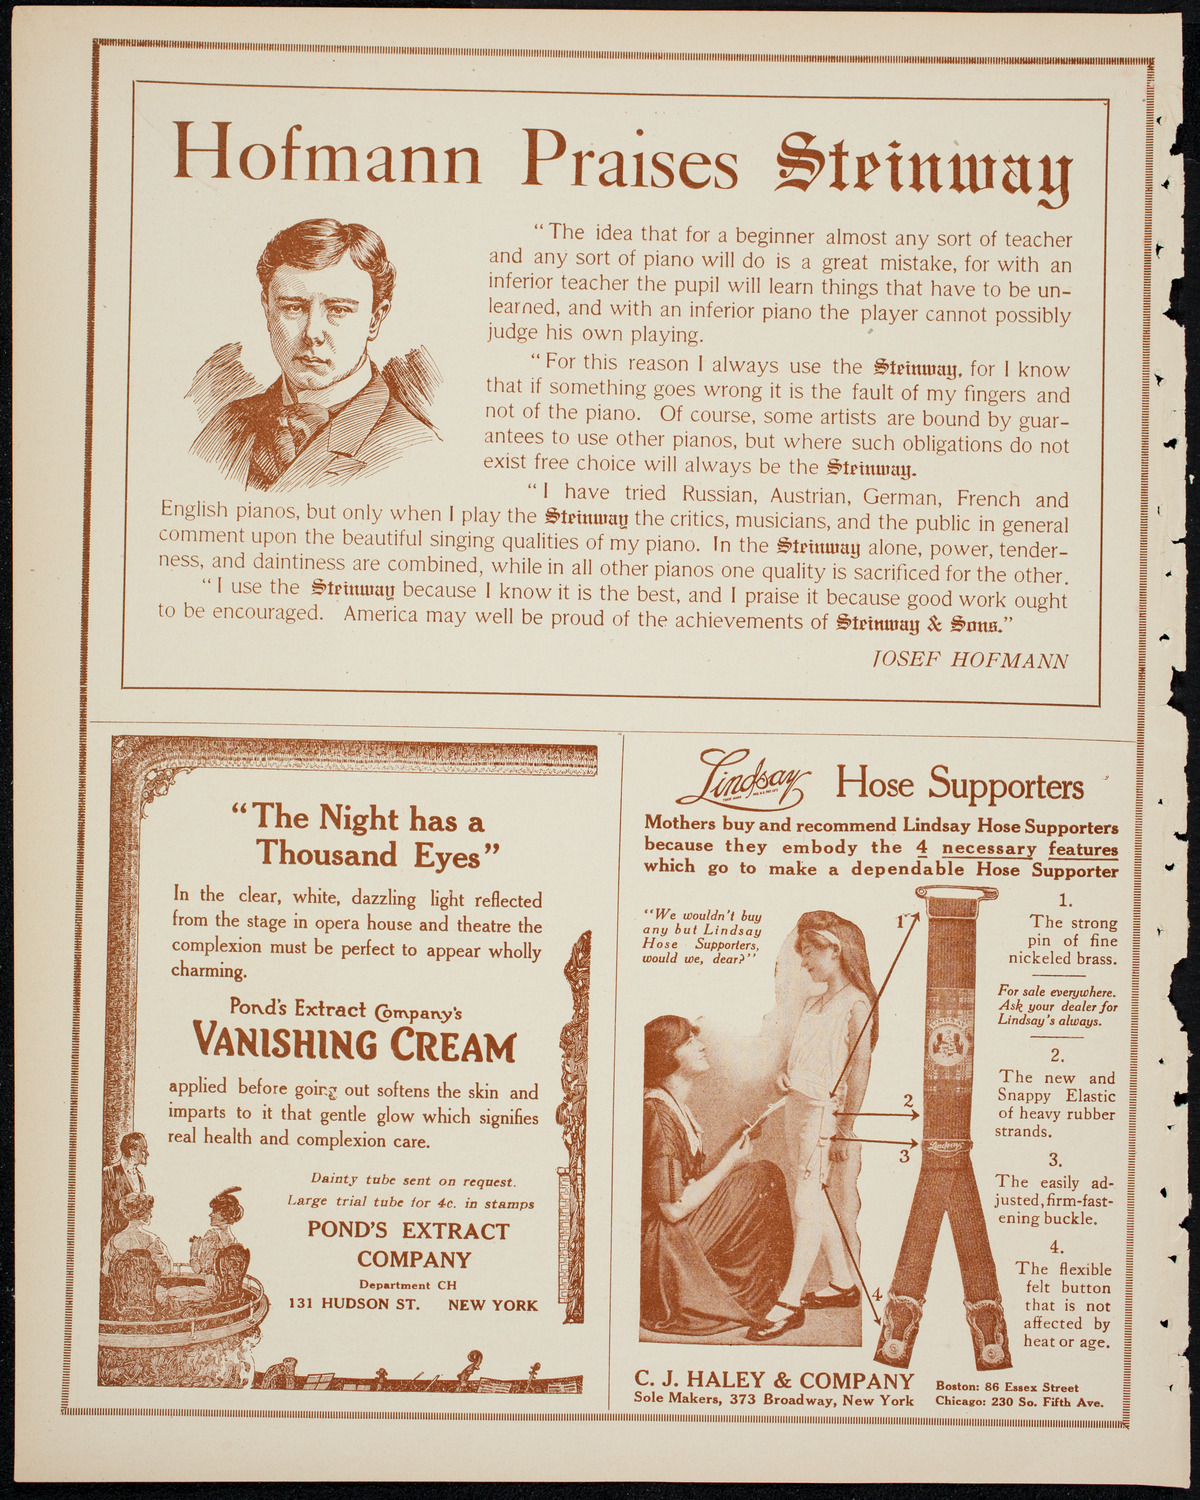 Hofmann Praises Steinway
“The idea that for a beginner almost any sort of teacher
and any sort of piano will do is a great mistake, for with an
inferior teacher the pupil will learn things that have to be un-
learned, and with an inferior piano the player cannot possibly
judge his own playing.
“For this reason I always use the Steinway, for I know
that if something goes wrong it is the fault of my fingers and
not of the piano. Of course, some artists are bound by guar-
antees to use other pianos, but where such obligations do not
exist free choice will always be the Steinway.
“I have tried Russian, Austrian, German, French and
English pianos, but only when I play the Steinway the critics, musicians, and the public in general
comment upon the beautiful singing qualities of my piano. In the Steinway alone, power, tender-
ness, and daintiness are combined, while in all other pianos one quality is sacrificed for the other.
“I use the Steinway because I know it is the best, and I praise it because good work ought
to be encouraged. America may well be proud of the achievements of Steinway & Sons.”
JOSEF HOFMANN
“The Night has a
Thousand Eyes”
In the clear, white, dazzling light reflected
from the stage in opera house and theatre the
complexion must be perfect to appear wholly
charming.
Pond's Extract Company's
VANISHING CREAM
applied before going out softens the skin and
imparts to it that gentle glow which signifies
real health and complexion care.
Dainty tube sent on request.
Large trial tube for 4c. in stamps
POND'S EXTRACT
COMPANY
Department CH
131 HUDSON ST. NEW YORK
Lindsay Hose Supporters
Mothers buy and recommend Lindsay Hose Supporters
because they embody the 4 necessary features
which go to make a dependable Hose Supporter
“We wouldn't buy
any but Lindsay
Hose Supporters,
would we, dear?”
1
2
3
4
1.
The strong
pin of fine
nickeled brass.
For sale everywhere.
Ask your dealer for
Lindsay's always.
2.
The new and
Snappy Elastic
of heavy rubber
strands.
3.
The easily ad-
justed, firm-fast-
ening buckle.
4.
The flexible
felt button
that is not
affected by
heat or age.
Lindsay
C. J. HALEY & COMPANY
Sole Makers, 373 Broadway, New York
Boston: 86 Essex Street
Chicago: 230 So. Fifth Ave.